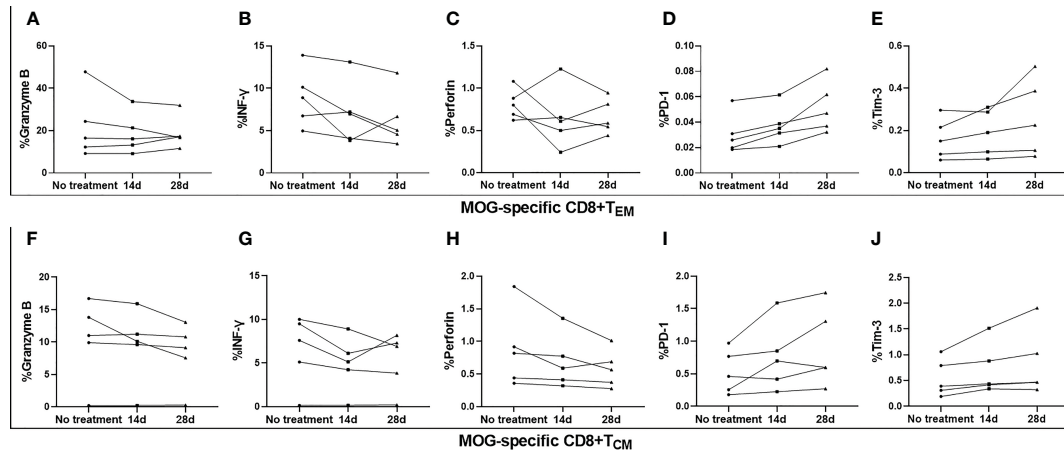 A B C D E
%Granzyme B
60
40
20
0
No treatment 14d 28d
%INF-γ
15
10
5
0
No treatment 14d 28d
%Perforin
1.5
1.0
0.5
0.0
No treatment 14d 28d
%PD-1
0.10
0.08
0.06
0.04
0.02
0.00
No treatment 14d 28d
%Tim-3
0.6
0.4
0.2
0.0
No treatment 14d 28d
MOG-specific CD8+TEM
F G H I J
%Granzyme B
20
15
10
5
0
No treatment 14d 28d
%INF-γ
15
10
5
0
No treatment 14d 28d
%Perforin
2.0
1.5
1.0
0.5
0.0
No treatment 14d 28d
%PD-1
2.0
1.5
1.0
0.5
0.0
No treatment 14d 28d
%Tim-3
2.5
2.0
1.5
1.0
0.5
0.0
No treatment 14d 28d
MOG-specific CD8+TCM